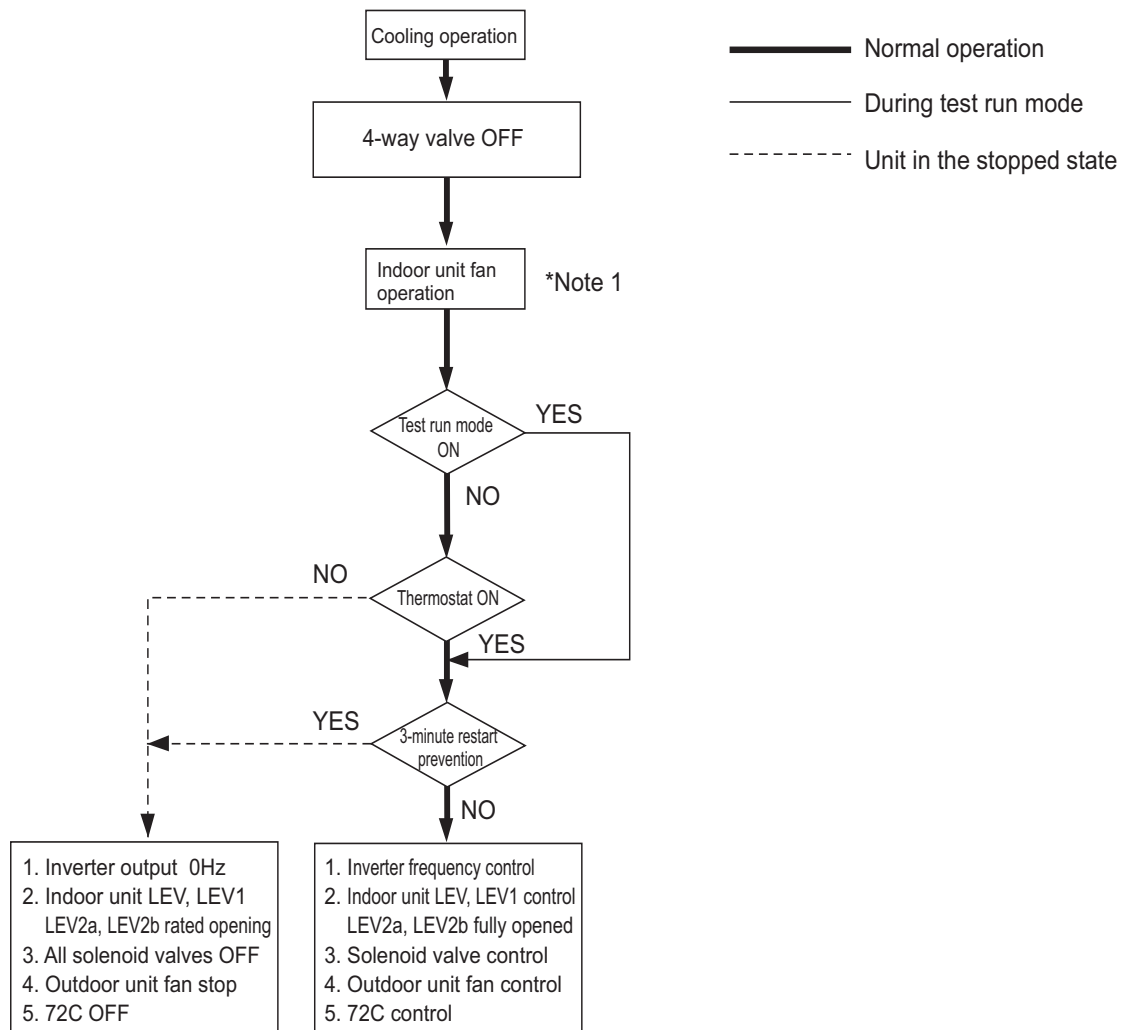 Cooling operation
Normal operation
4-way valve OFF
During test run mode
Unit in the stopped state
Indoor unit fan
operation
*Note 1
Test run mode
ON
YES
NO
NO
Thermostat ON
YES
YES
3-minute restart
prevention
NO
1. Inverter output 0Hz
2. Indoor unit LEV, LEV1
LEV2a, LEV2b rated opening
3. All solenoid valves OFF
4. Outdoor unit fan stop
5. 72C OFF
1. Inverter frequency control
2. Indoor unit LEV, LEV1 control
LEV2a, LEV2b fully opened
3. Solenoid valve control
4. Outdoor unit fan control
5. 72C control